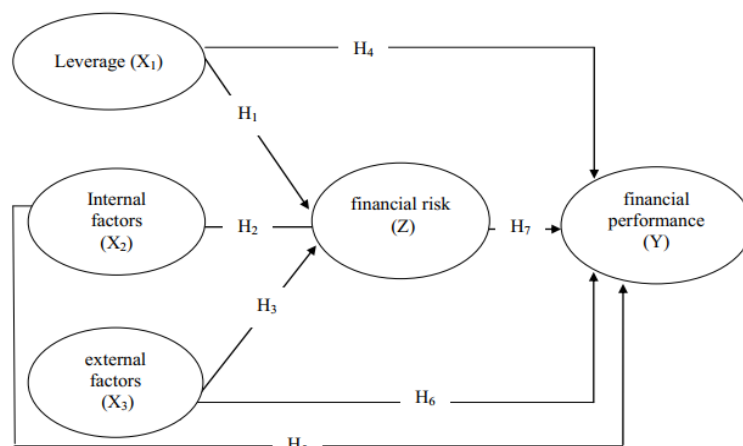 Leverage (X₁)
H₄
H₁
Internal
factors
(X₂)
H₂
financial risk
(Z)
H₇
financial
performance
(Y)
H₃
external
factors
(X₃)
H₆